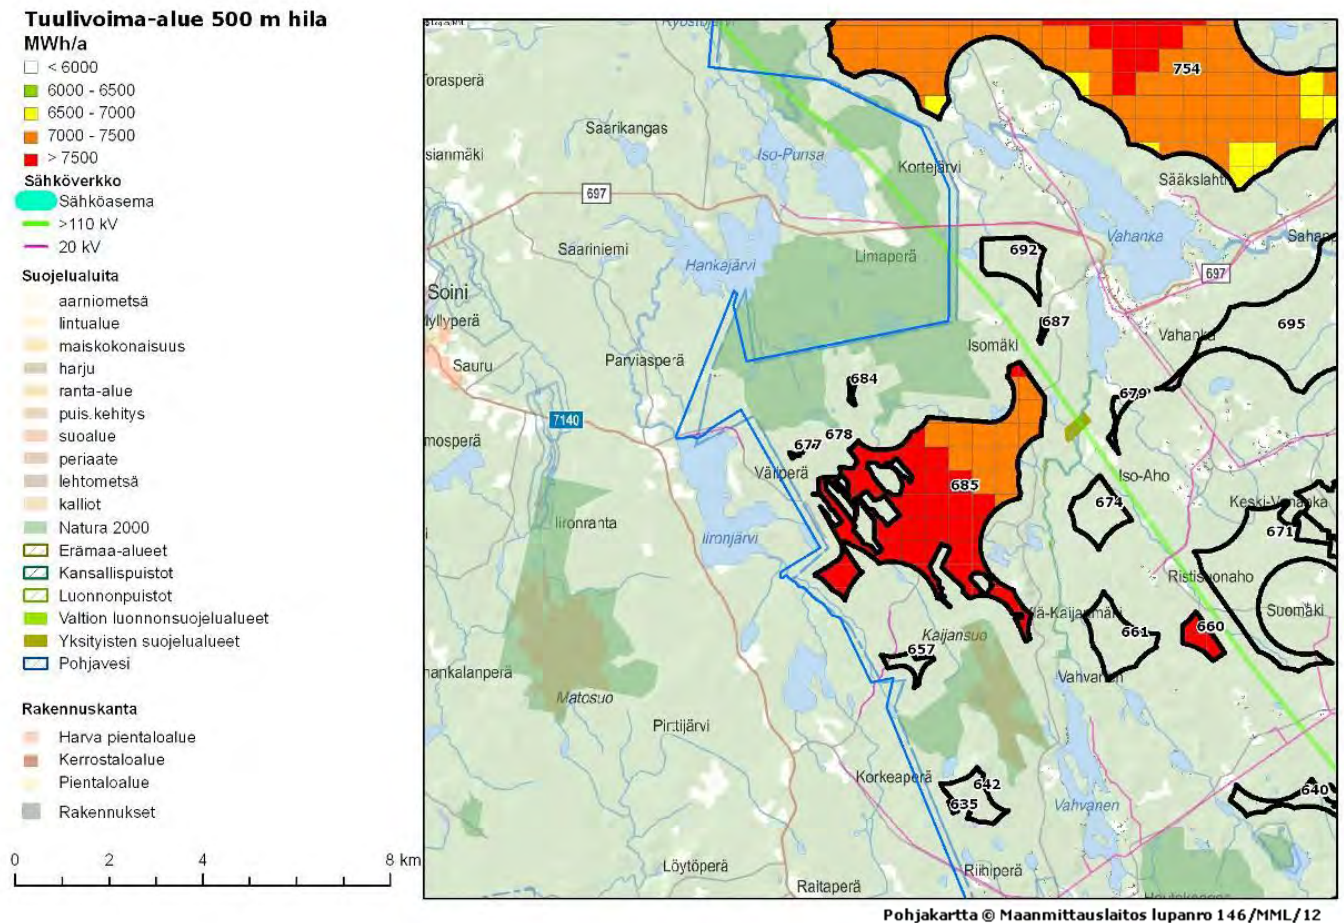 Tuulivoima-alue 500 m hila
MWh/a
< 6000
6000 - 6500
6500 - 7000
7000 - 7500
> 7500
Sähköverkko
Sähköasema
>110 kV
20 kV
Suojelualuita
aarniometsä
lintualue
maiskokonaisuus
harju
ranta-alue
puis.kehitys
suoalue
periaate
lehtometsä
kalliot
Natura 2000
Erämaa-alueet
Kansallispuistot
Luonnonpuistot
Valtion luonnonsuojelualueet
Yksityisten suojelualueet
Pohjavesi
Rakennuskanta
Harva pientaloalue
Kerrostaloalue
Pientaloalue
Rakennukset
0 2 4 8 km
754
Saarikangas
Iso-Punsa
Kortejärvi
Sääkslaht
697
Saariniemi
Hankajärvi
Limaperä
692
Vahanka
697
Sahan
Soini
687
695
Sauru
Parviasperä
Isomäki
Vahanka
684
679
7140
677
678
Väliperä
685
Iso-Aho
674
671
Iironranta
Iironjärvi
Ristisuonaho
Suomäki
660
661
Kaijansuo
657
Matosuo
Pirttijärvi
Korkeaperä
642
635
Vahvanen
640
Löytöperä
Raitaperä
Riihiperä
Pohjakartta © Maanmittauslaitos lupanro 146/MML/12